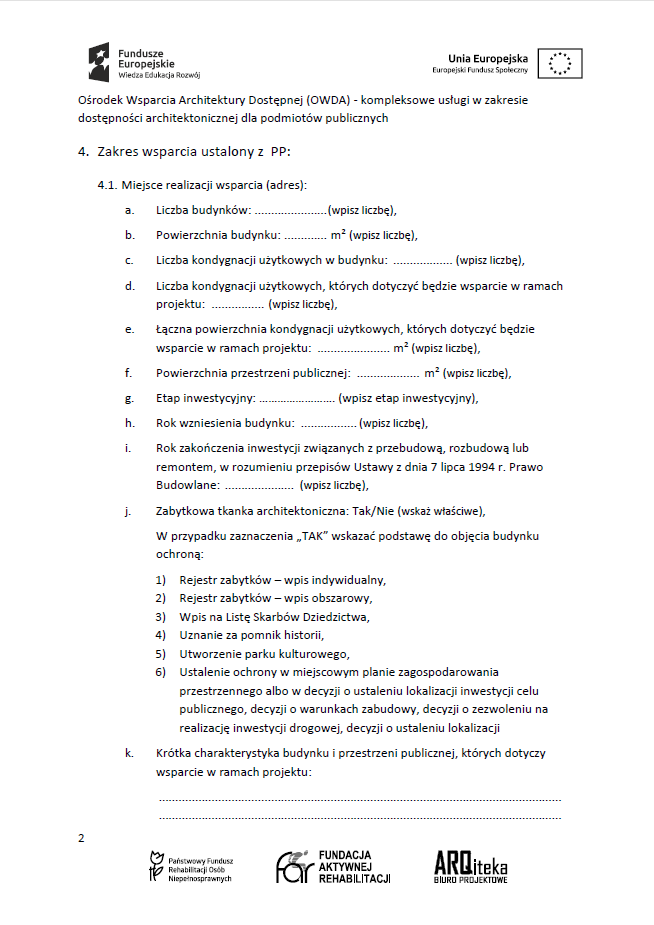 Fundusze
Europejskie
Wiedza Edukacja Rozwój
Unia Europejska
Europejski Fundusz Społeczny
Ośrodek Wsparcia Architektury Dostępnej (OWDA) - kompleksowe usługi w zakresie
dostępności architektonicznej dla podmiotów publicznych
4. Zakres wsparcia ustalony z PP:
4.1. Miejsce realizacji wsparcia (adres):
a. Liczba budynków: ......................(wpisz liczbę),
b. Powierzchnia budynku: ............. m² (wpisz liczbę),
c. Liczba kondygnacji użytkowych w budynku: .................. (wpisz liczbę),
d. Liczba kondygnacji użytkowych, których dotyczyć będzie wsparcie w ramach
projektu: ................ (wpisz liczbę),
e. Łączna powierzchnia kondygnacji użytkowych, których dotyczyć będzie
wsparcie w ramach projektu: ...................... m² (wpisz liczbę),
f. Powierzchnia przestrzeni publicznej: ................... m² (wpisz liczbę),
g. Etap inwestycyjny: .......................... (wpisz etap inwestycyjny),
h. Rok wzniesienia budynku: .................(wpisz liczbę),
i. Rok zakończenia inwestycji związanych z przebudową, rozbudową lub
remontem, w rozumieniu przepisów Ustawy z dnia 7 lipca 1994 r. Prawo
Budowlane: ..................... (wpisz liczbę),
j. Zabytkowa tkanka architektoniczna: Tak/Nie (wskaż właściwe),
W przypadku zaznaczenia „TAK” wskazać podstawę do objęcia budynku
ochroną:
1) Rejestr zabytków – wpis indywidualny,
2) Rejestr zabytków – wpis obszarowy,
3) Wpis na Listę Skarbów Dziedzictwa,
4) Uznanie za pomnik historii,
5) Utworzenie parku kulturowego,
6) Ustalenie ochrony w miejscowym planie zagospodarowania
przestrzennego albo w decyzji o ustaleniu lokalizacji inwestycji celu
publicznego, decyzji o warunkach zabudowy, decyzji o zezwoleniu na
realizację inwestycji drogowej, decyzji o ustaleniu lokalizacji
k. Krótka charakterystyka budynku i przestrzeni publicznej, których dotyczy
wsparcie w ramach projektu:
..........................................................................................................................
..........................................................................................................................
2
Państwowy Fundusz
Rehabilitacji Osób
Niepełnosprawnych
far
FUNDACJA
AKTYWNEJ
REHABILITACJI
ARQiteka
BIURO PROJEKTOWE